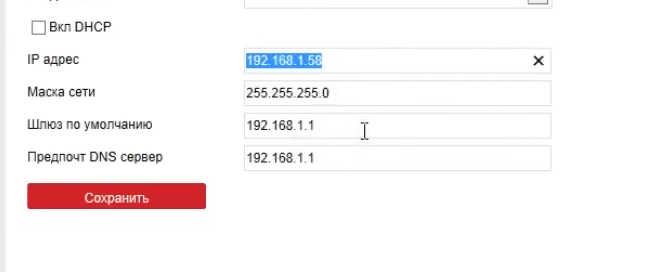 Вкл DHCP
IP адрес 192.168.1.58
Маска сети 255.255.255.0
Шлюз по умолчанию 192.168.1.1
Предпочт DNS сервер 192.168.1.1
Сохранить